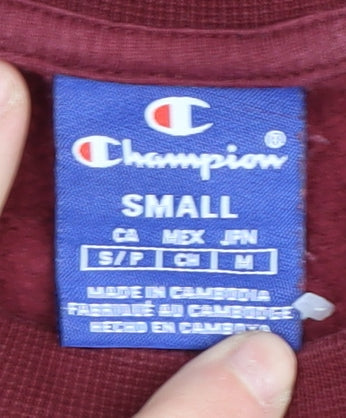 Champion®
SMALL
CA MEX JPN
S/P CH M
MADE IN CAMBODIA
FABRIQUÉ AU CAMBODGE
HECHO EN CAMBOYA